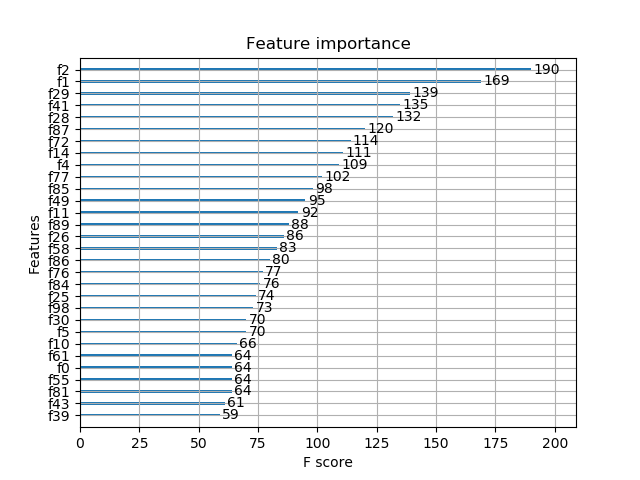 Feature importance
f2 190
f1 169
f29 139
f41 135
f28 132
f87 120
f72 114
f14 111
f4 109
f77 102
f85 98
f49 95
f11 92
f89 88
f26 86
f58 83
f86 80
f76 77
f84 76
f25 74
f98 73
f30 70
f5 70
f10 66
f61 64
f0 64
f55 64
f81 64
f43 61
f39 59
Features
0 25 50 75 100 125 150 175 200
F score